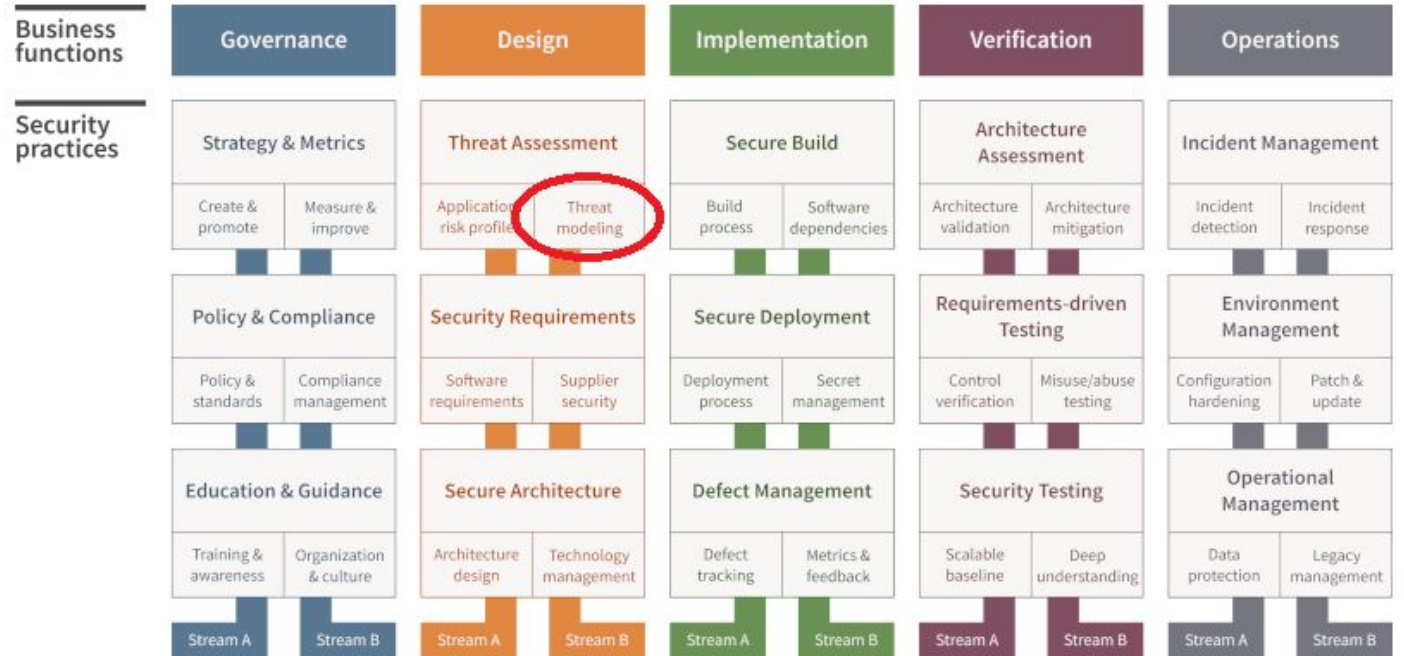 Business
functions
Governance
Design
Implementation
Verification
Operations
Security
practices
Strategy & Metrics
Threat Assessment
Secure Build
Architecture
Assessment
Incident Management
Create &
promote
Measure &
improve
Application
risk profile
Threat
modeling
Build
process
Software
dependencies
Architecture
validation
Architecture
mitigation
Incident
detection
Incident
response
Policy & Compliance
Security Requirements
Secure Deployment
Requirements-driven
Testing
Environment
Management
Policy &
standards
Compliance
management
Software
requirements
Supplier
security
Deployment
process
Secret
management
Control
verification
Misuse/abuse
testing
Configuration
hardening
Patch &
update
Education & Guidance
Secure Architecture
Defect Management
Security Testing
Operational
Management
Training &
awareness
Organization
& culture
Architecture
design
Technology
management
Defect
tracking
Metrics &
feedback
Scalable
baseline
Deep
understanding
Data
protection
Legacy
management
Stream A
Stream B
Stream A
Stream B
Stream A
Stream B
Stream A
Stream B
Stream A
Stream B